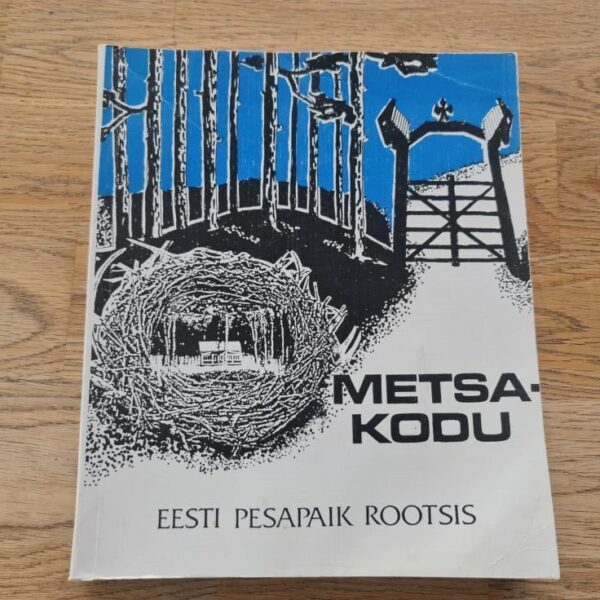 METSA-
KODU
EESTI PESAPAIK ROOTSIS